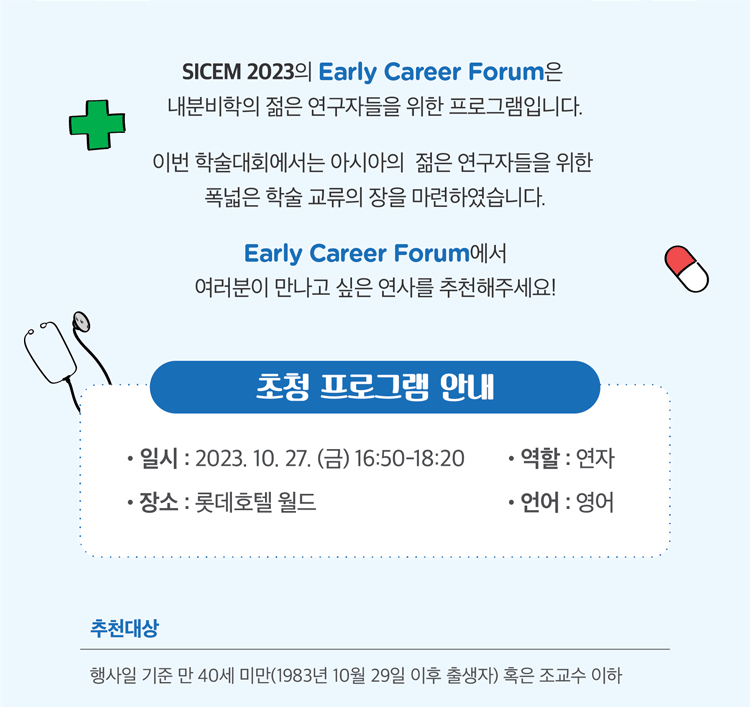 SICEM 2023의 Early Career Forum은
내분비학의 젊은 연구자들을 위한 프로그램입니다.
이번 학술대회에서는 아시아의 젊은 연구자들을 위한
폭넓은 학술 교류의 장을 마련하였습니다.
Early Career Forum에서
여러분이 만나고 싶은 연사를 추천해주세요!
초청 프로그램 안내
• 일시 : 2023. 10. 27. (금) 16:50-18:20
• 역할 : 연자
• 장소 : 롯데호텔 월드
• 언어 : 영어
추천대상
행사일 기준 만 40세 미만(1983년 10월 29일 이후 출생자) 혹은 조교수 이하